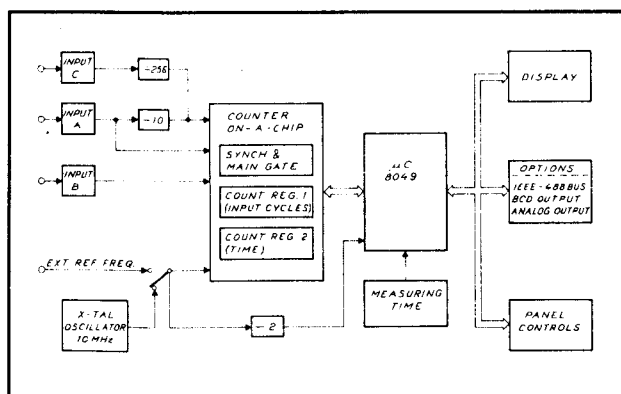 INPUT
C
-256
INPUT
A
-10
INPUT
B
COUNTER
ON-A-CHIP
SYNCH &
MAIN GATE
COUNT REG. 1
(INPUT CYCLES)
COUNT REG 2
(TIME)
EXT REF FREQ.
X-TAL
OSCILLATOR
10 MHz
-2
μC
8049
MEASURING
TIME
DISPLAY
OPTIONS
IEEE-488 BUS
BCD OUTPUT
ANALOG OUTPUT
PANEL
CONTROLS